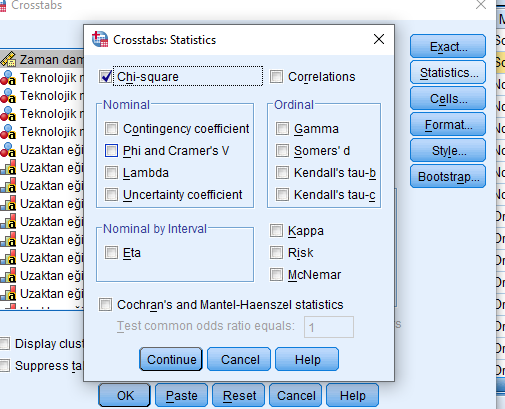 Crosstabs
Crosstabs: Statistics
Zaman dam
Teknolojik
Teknolojik
Teknolojik
Teknolojik
Uzaktan eği
Uzaktan eği
Uzaktan eği
Uzaktan eği
Uzaktan eği
Uzaktan eği
Uzaktan eği
Uzaktan eği
Uzaktan eği
Chi-square
Correlations
Nominal
Contingency coefficient
Phi and Cramer's V
Lambda
Uncertainty coefficient
Ordinal
Gamma
Somers' d
Kendall's tau-b
Kendall's tau-c
Nominal by Interval
Eta
Kappa
Risk
McNemar
Cochran's and Mantel-Haenszel statistics
Test common odds ratio equals: 1
Continue Cancel Help
Exact...
Statistics...
Cells...
Format...
Style...
Bootstrap...
Display clust
Suppress ta
OK Paste Reset Cancel Help